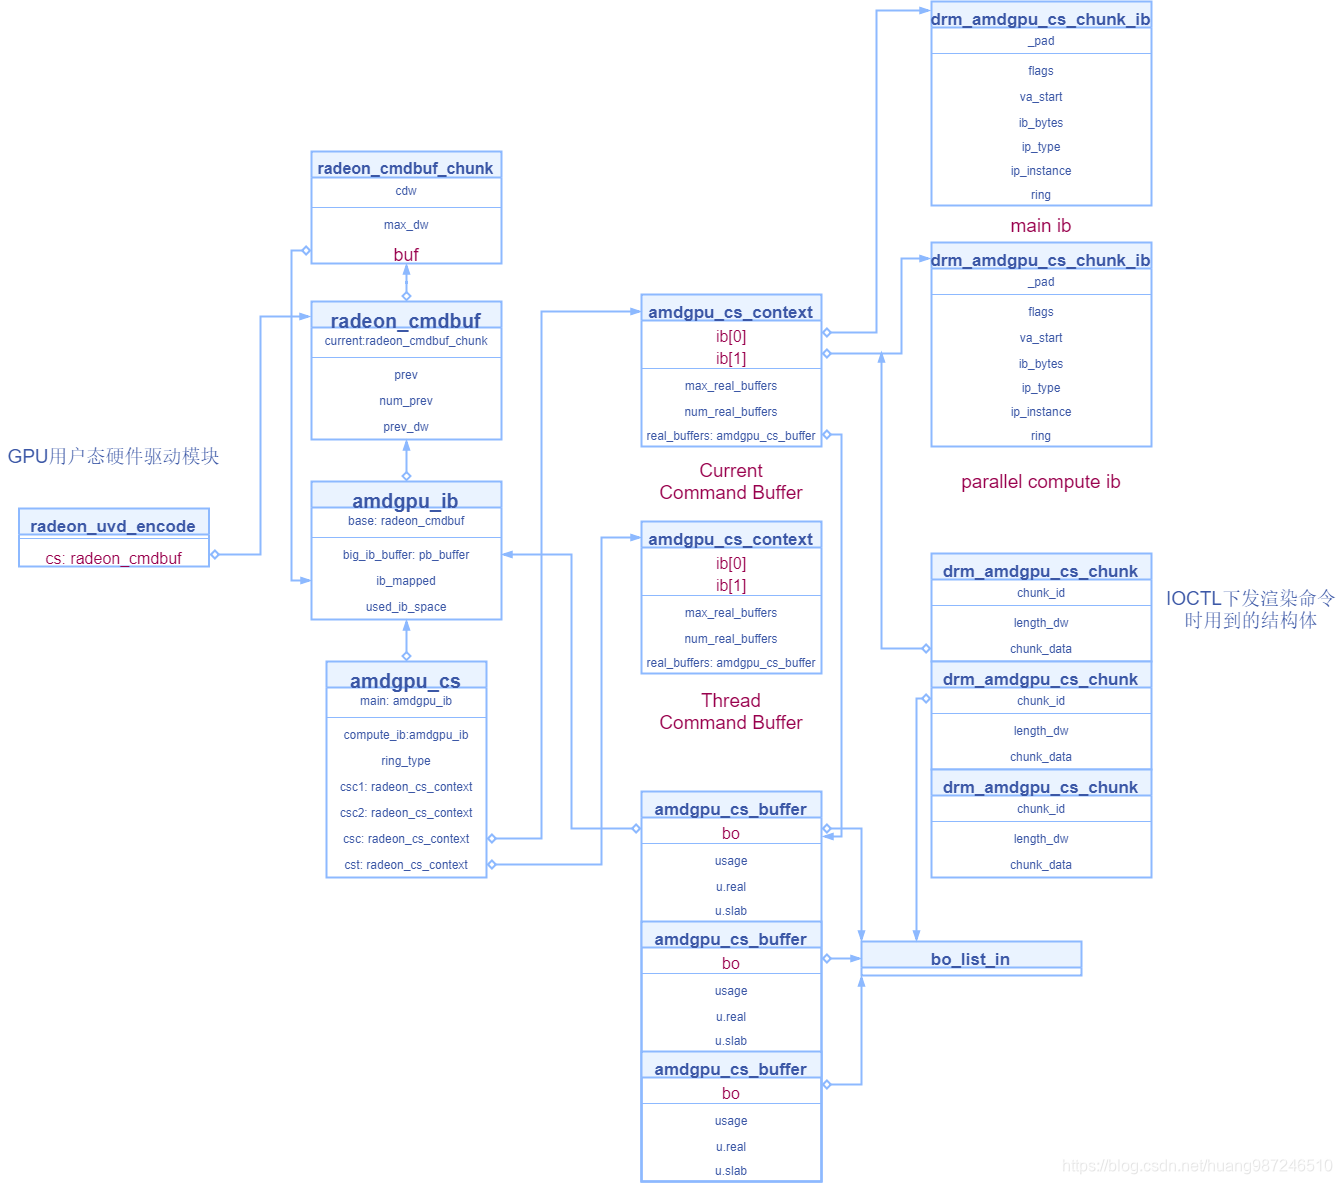 GPU用户态硬件驱动模块
radeon_uvd_encode
cs: radeon_cmdbuf
radeon_cmdbuf_chunk
cdw
max_dw
buf
radeon_cmdbuf
current:radeon_cmdbuf_chunk
prev
num_prev
prev_dw
amdgpu_ib
base: radeon_cmdbuf
big_ib_buffer: pb_buffer
ib_mapped
used_ib_space
amdgpu_cs
main: amdgpu_ib
compute_ib:amdgpu_ib
ring_type
csc1: radeon_cs_context
csc2: radeon_cs_context
csc: radeon_cs_context
cst: radeon_cs_context
amdgpu_cs_context
ib[0]
ib[1]
max_real_buffers
num_real_buffers
real_buffers: amdgpu_cs_buffer
Current
Command Buffer
amdgpu_cs_context
ib[0]
ib[1]
max_real_buffers
num_real_buffers
real_buffers: amdgpu_cs_buffer
Thread
Command Buffer
amdgpu_cs_buffer
bo
usage
u.real
u.slab
amdgpu_cs_buffer
bo
usage
u.real
u.slab
amdgpu_cs_buffer
bo
usage
u.real
u.slab
drm_amdgpu_cs_chunk_ib
_pad
flags
va_start
ib_bytes
ip_type
ip_instance
ring
main ib
drm_amdgpu_cs_chunk_ib
_pad
flags
va_start
ib_bytes
ip_type
ip_instance
ring
parallel compute ib
drm_amdgpu_cs_chunk
chunk_id
length_dw
chunk_data
drm_amdgpu_cs_chunk
chunk_id
length_dw
chunk_data
drm_amdgpu_cs_chunk
chunk_id
length_dw
chunk_data
IOCTL下发渲染命令
时用到的结构体
bo_list_in
https://blog.csdn.net/huang987246510